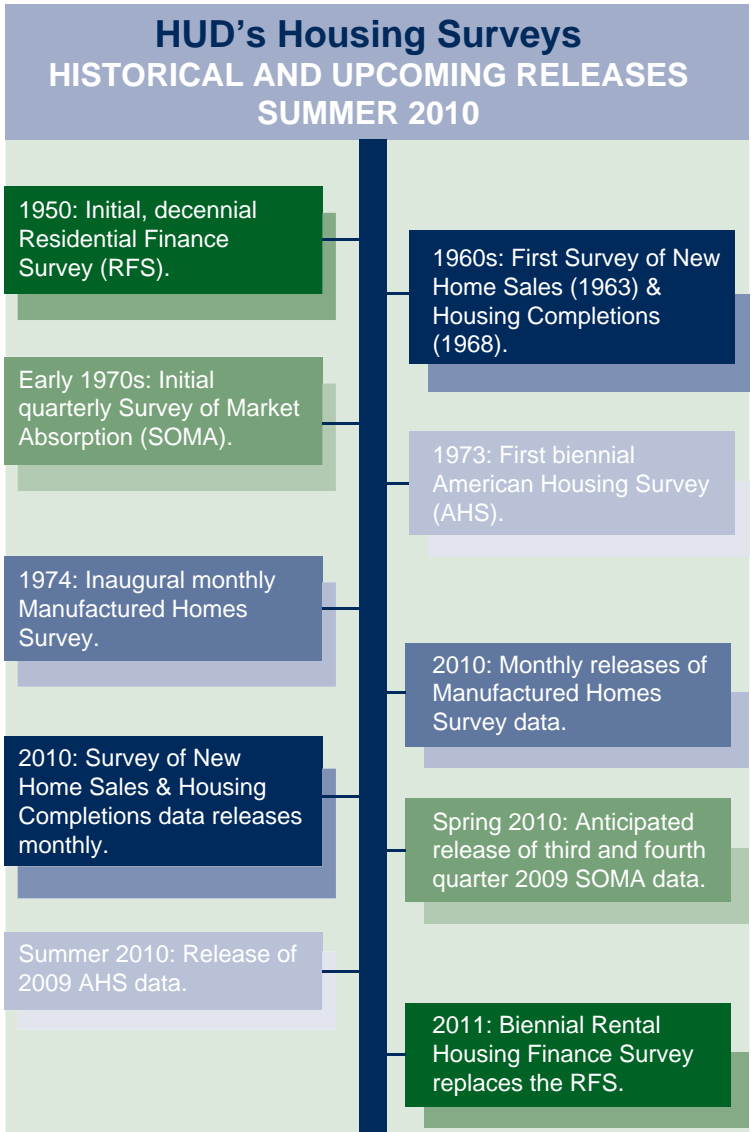 HUD's Housing Surveys
HISTORICAL AND UPCOMING RELEASES
SUMMER 2010
1950: Initial, decennial
Residential Finance
Survey (RFS).
1960s: First Survey of New
Home Sales (1963) &
Housing Completions
(1968).
Early 1970s: Initial
quarterly Survey of Market
Absorption (SOMA).
1973: First biennial
American Housing Survey
(AHS).
1974: Inaugural monthly
Manufactured Homes
Survey.
2010: Monthly releases of
Manufactured Homes
Survey data.
2010: Survey of New
Home Sales & Housing
Completions data releases
monthly.
Spring 2010: Anticipated
release of third and fourth
quarter 2009 SOMA data.
Summer 2010: Release of
2009 AHS data.
2011: Biennial Rental
Housing Finance Survey
replaces the RFS.